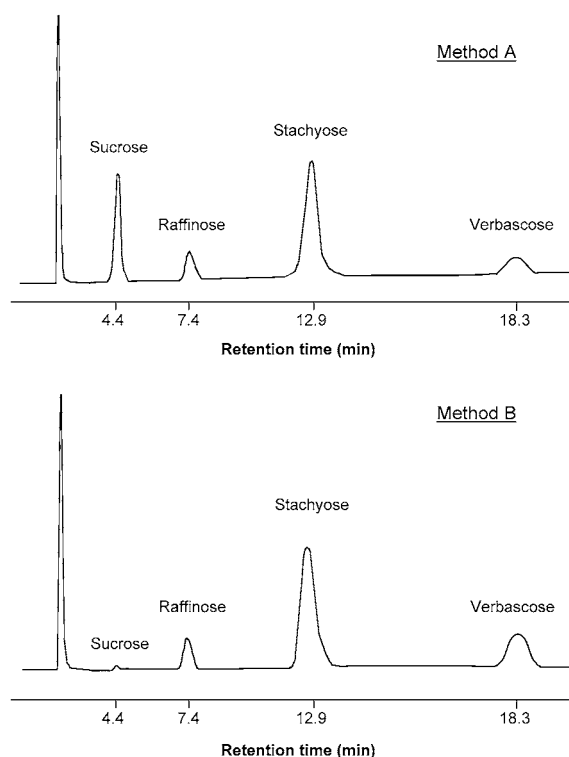 Method A
Stachyose
Sucrose
Raffinose
Verbascose
4.4 7.4 12.9 18.3
Retention time (min)
Method B
Stachyose
Raffinose
Verbascose
Sucrose
4.4 7.4 12.9 18.3
Retention time (min)